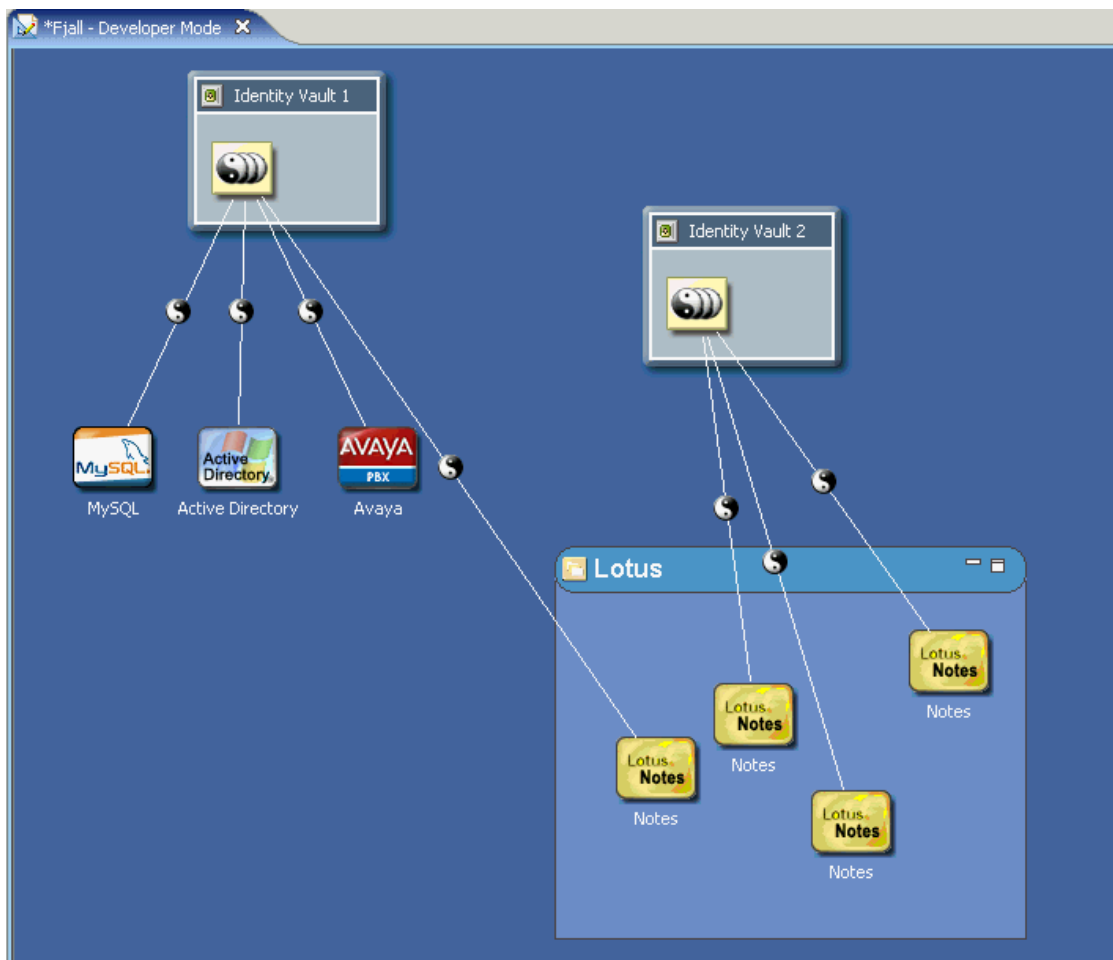 *Fjall - Developer Mode
Identity Vault 1
Identity Vault 2
MySQL
Active
Directory
AVAYA
PBX
MySQL
Active Directory
Avaya
Lotus
Lotus
Notes
Notes
Lotus
Notes
Notes
Lotus
Notes
Notes
Lotus
Notes
Notes